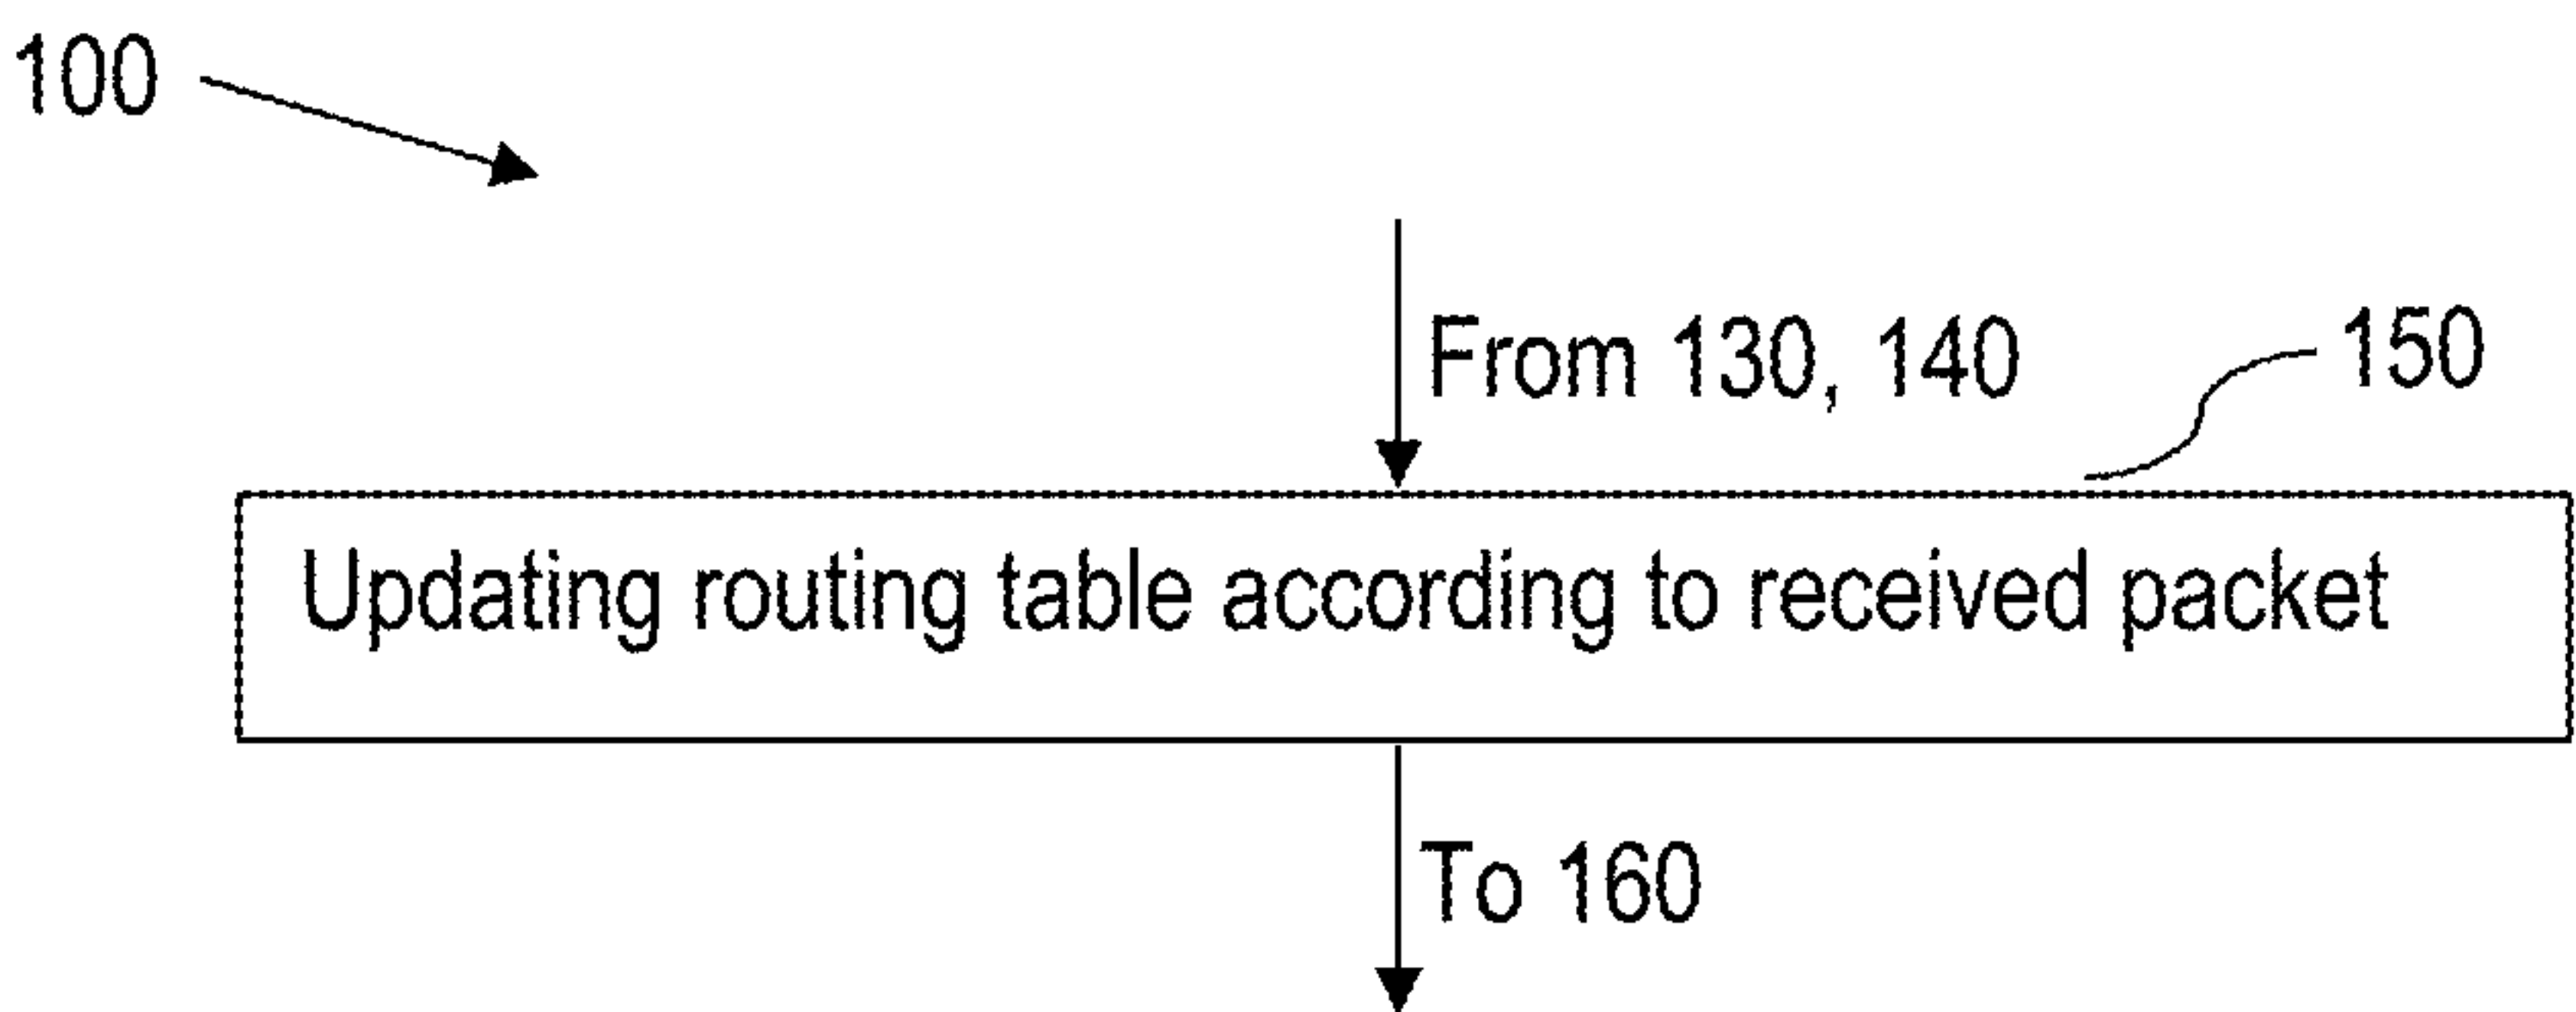 100
From 130, 140
150
Updating routing table according to received packet
To 160